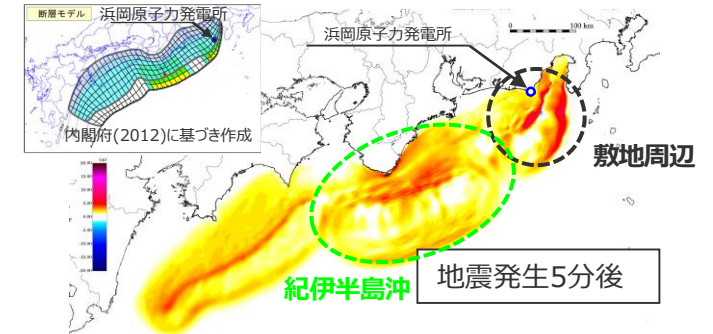 断層モデル
浜岡原子力発電所
内閣府(2012)に基づき作成
浜岡原子力発電所
0 100 km
敷地周辺
紀伊半島沖
地震発生5分後